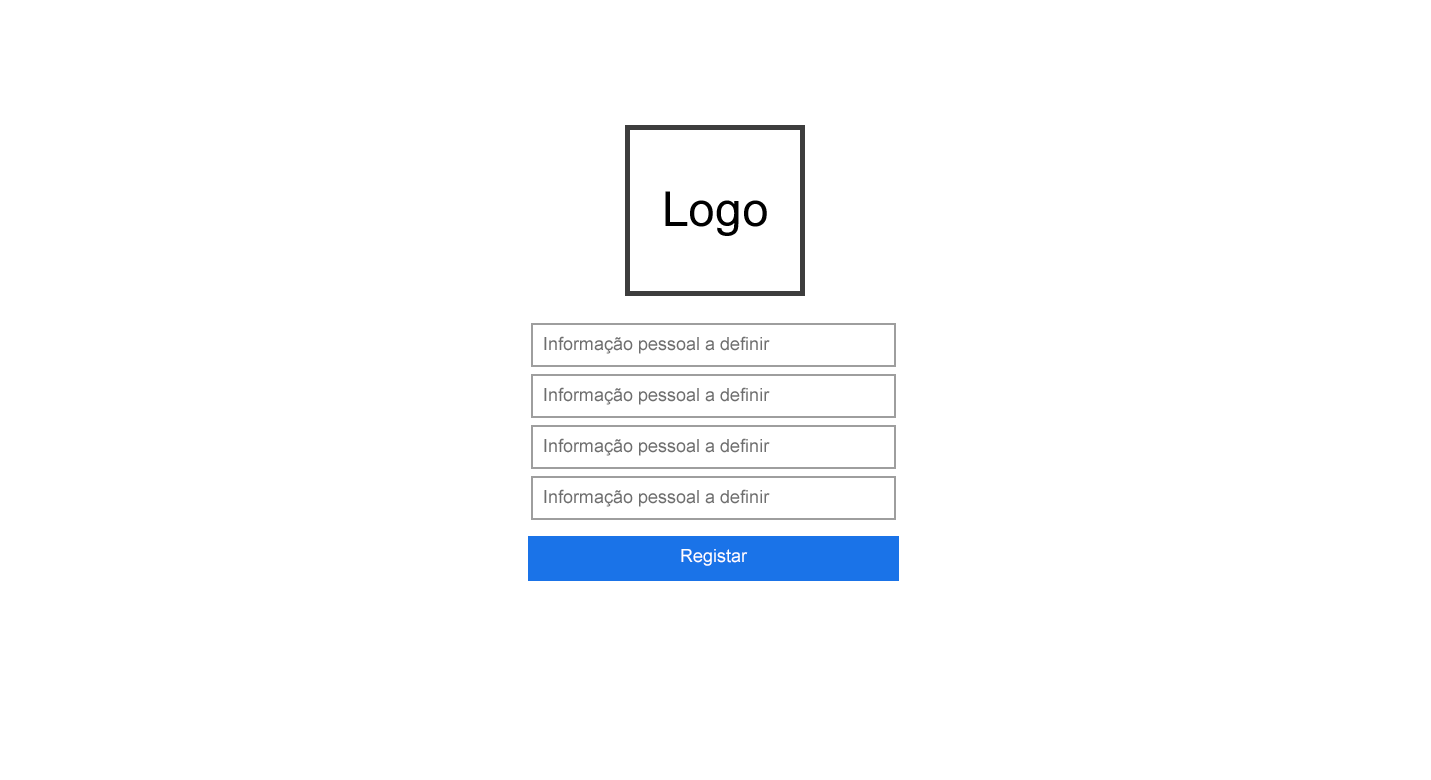 Logo
Informação pessoal a definir
Informação pessoal a definir
Informação pessoal a definir
Informação pessoal a definir
Registar